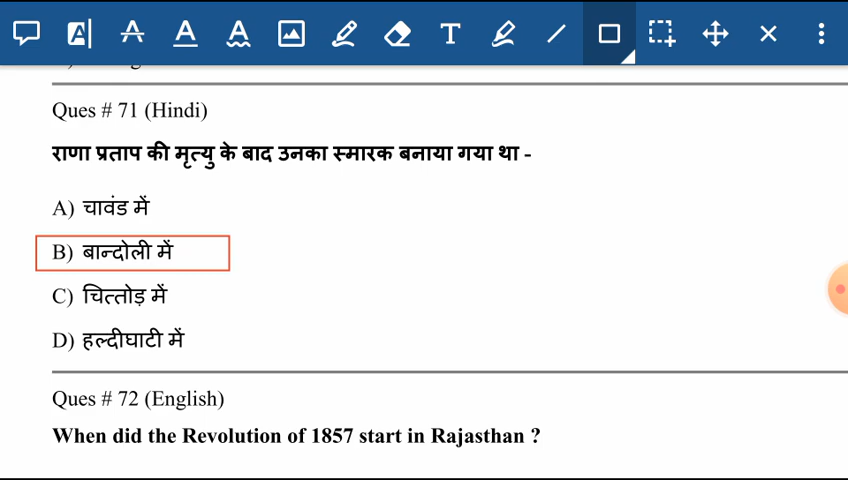 Ques # 71 (Hindi)
राणा प्रताप की मृत्यु के बाद उनका स्मारक बनाया गया था -
A) चावंड में
B) बान्दोली में
C) चित्तोड़ में
D) हल्दीघाटी में
Ques # 72 (English)
When did the Revolution of 1857 start in Rajasthan ?